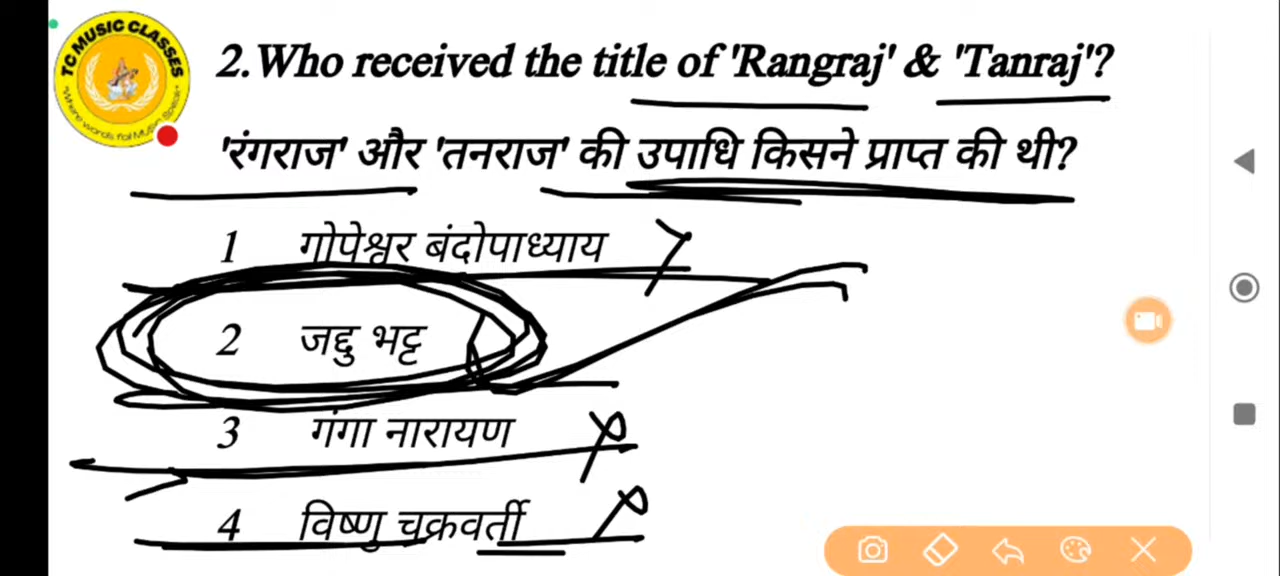 TC MUSIC CLASSES
2. Who received the title of 'Rangraj' & 'Tanraj'?
'रंगराज' और 'तनराज' की उपाधि किसने प्राप्त की थी?
1 गोपेश्वर बंदोपाध्याय
2 जद्दु भट्ट
3 गंगा नारायण
4 विष्णु चक्रवर्ती